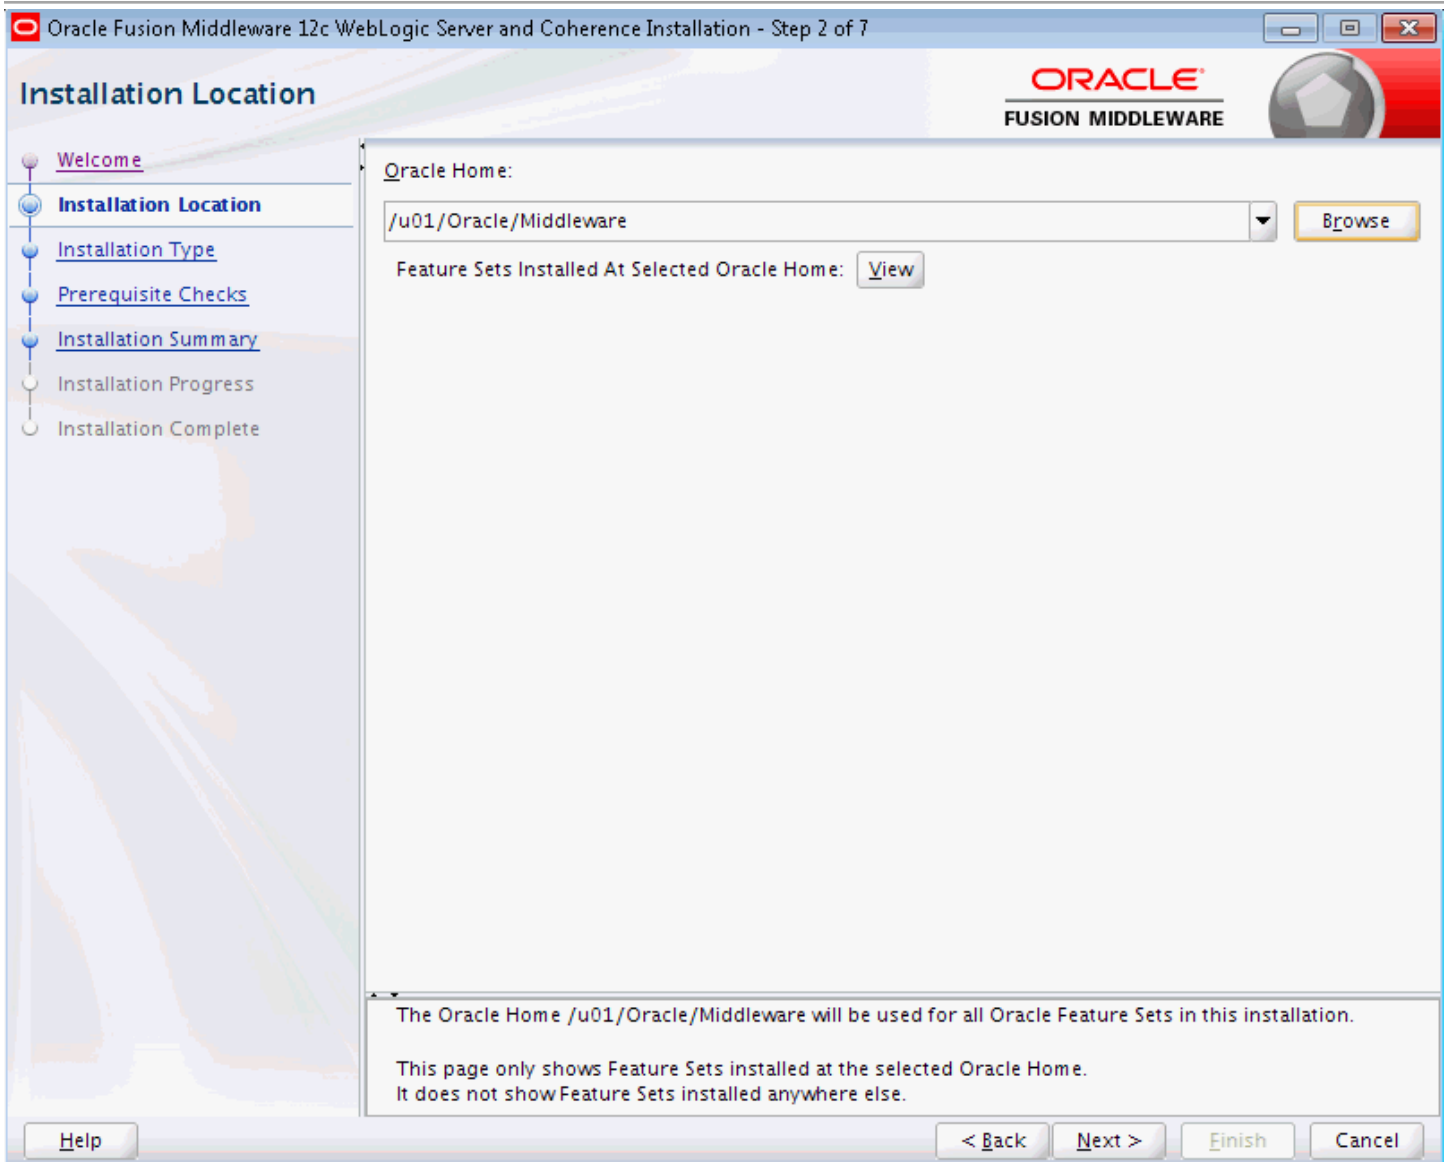 Oracle Fusion Middleware 12c WebLogic Server and Coherence Installation - Step 2 of 7
Installation Location
ORACLE
FUSION MIDDLEWARE
Welcome
Installation Location
Installation Type
Prerequisite Checks
Installation Summary
Installation Progress
Installation Complete
Oracle Home:
/u01/Oracle/Middleware
Browse
Feature Sets Installed At Selected Oracle Home: View
The Oracle Home /u01/Oracle/Middleware will be used for all Oracle Feature Sets in this installation.
This page only shows Feature Sets installed at the selected Oracle Home.
It does not show Feature Sets installed anywhere else.
Help
< Back
Next >
Finish
Cancel